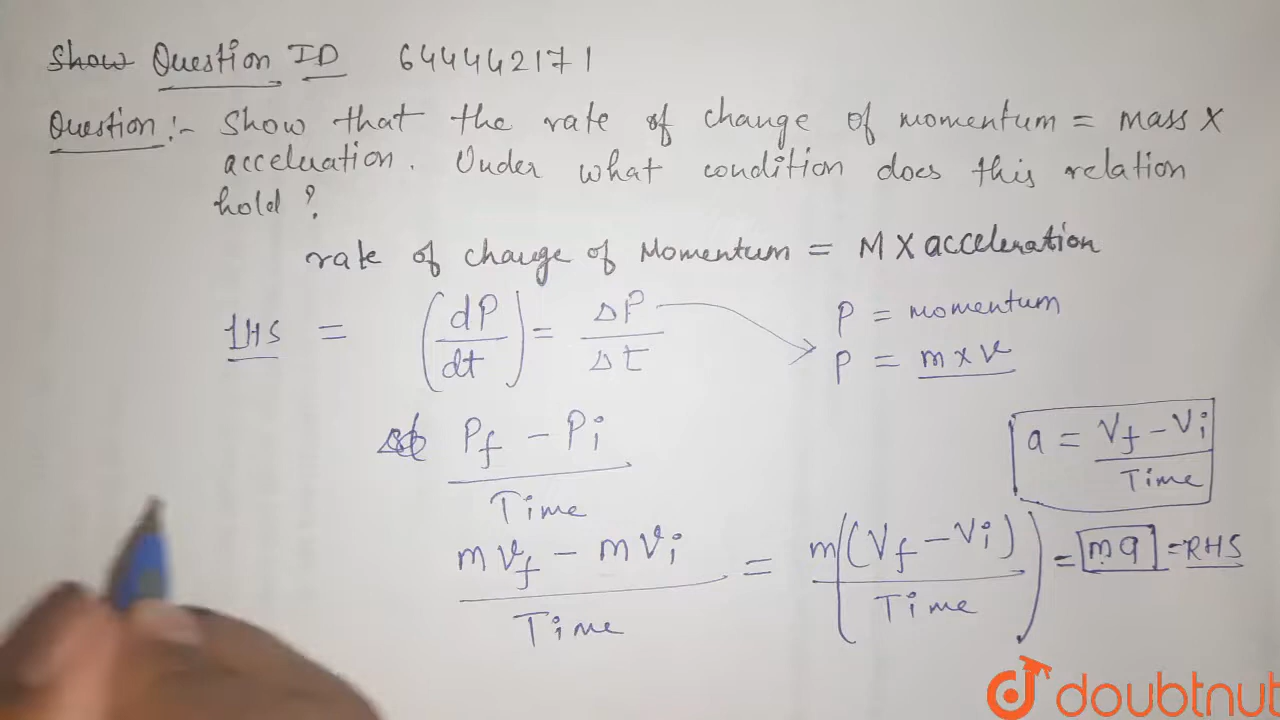 Show Question ID 644442171
Question :- Show that the rate of change of momentum = mass X
acceleration. Under what condition does this relation
hold ?
rate of change of Momentum = M X acceleration
LHS = (dP/dt) = ΔP/Δt
P = momentum
P = m x v
Pf - Pi / Time
a = Vf - Vi / Time
mVf - mVi / Time = m(Vf - Vi) / Time) = ma = RHS
doubtnut